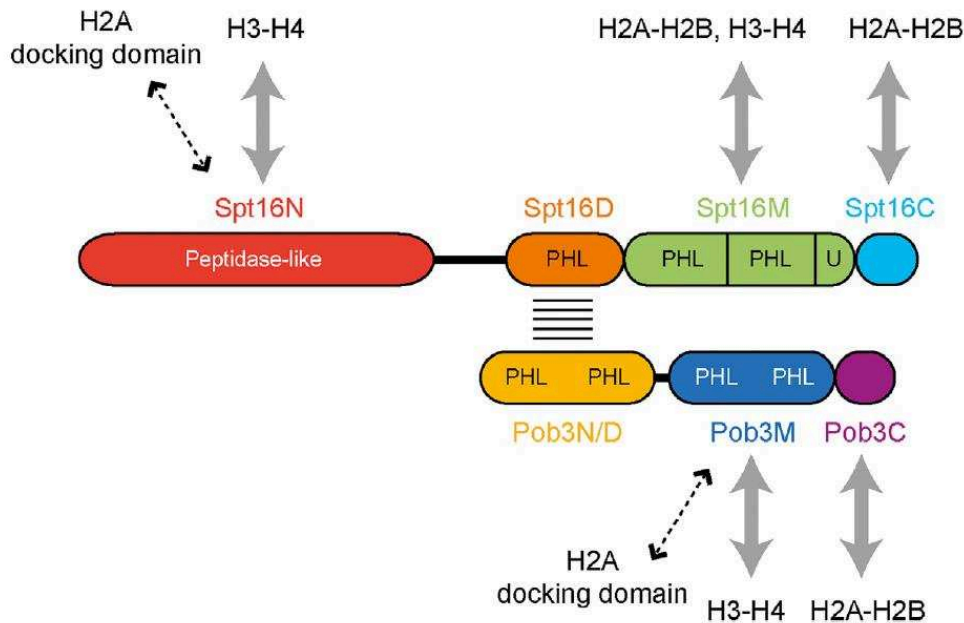 H2A
docking domain
H3-H4
H2A-H2B, H3-H4
H2A-H2B
Spt16N
Spt16D
Spt16M
Spt16C
Peptidase-like
PHL
PHL
PHL
U
PHL
PHL
PHL
PHL
Pob3N/D
Pob3M
Pob3C
H2A
docking domain
H3-H4
H2A-H2B